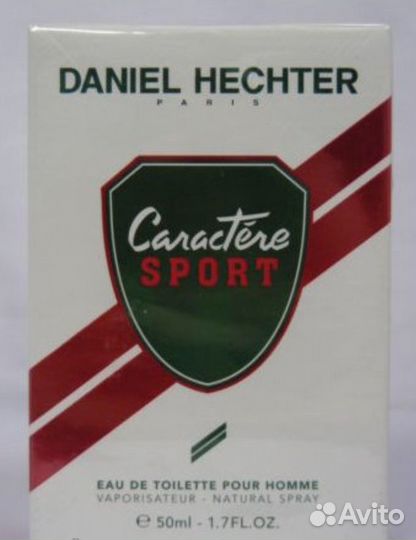 DANIEL HECHTER
PARIS
Caractère
SPORT
EAU DE TOILETTE POUR HOMME
VAPORISATEUR - NATURAL SPRAY
℮ 50ml - 1.7FL.OZ.
Avito